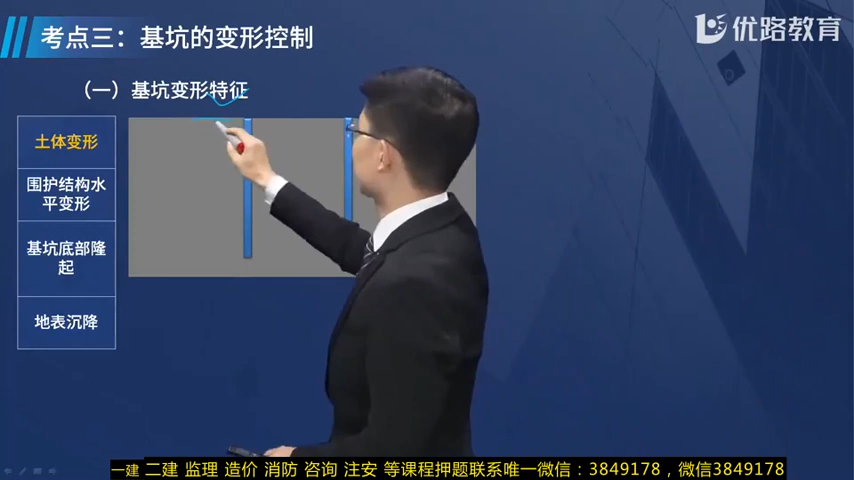 考点三：基坑的变形控制
优路教育
（一）基坑变形特征
土体变形
围护结构水
平变形
基坑底部隆
起
地表沉降
一建 二建 监理 造价 消防 咨询 注安 等课程押题联系唯一微信：3849178，微信3849178